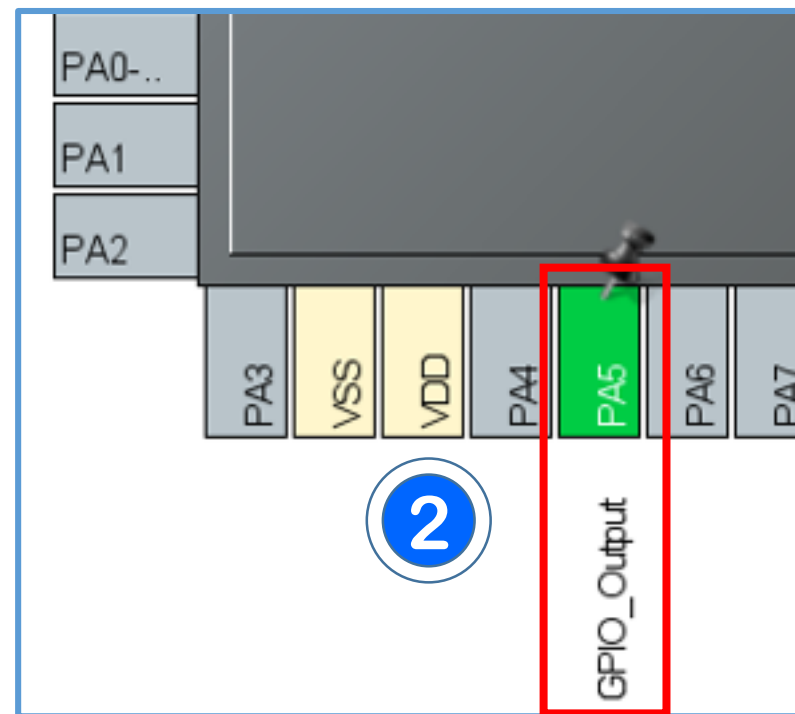 PA0-..
PA1
PA2
PA3
VSS
VDD
PA4
PA5
PA6
PA7
2
GPIO_Output